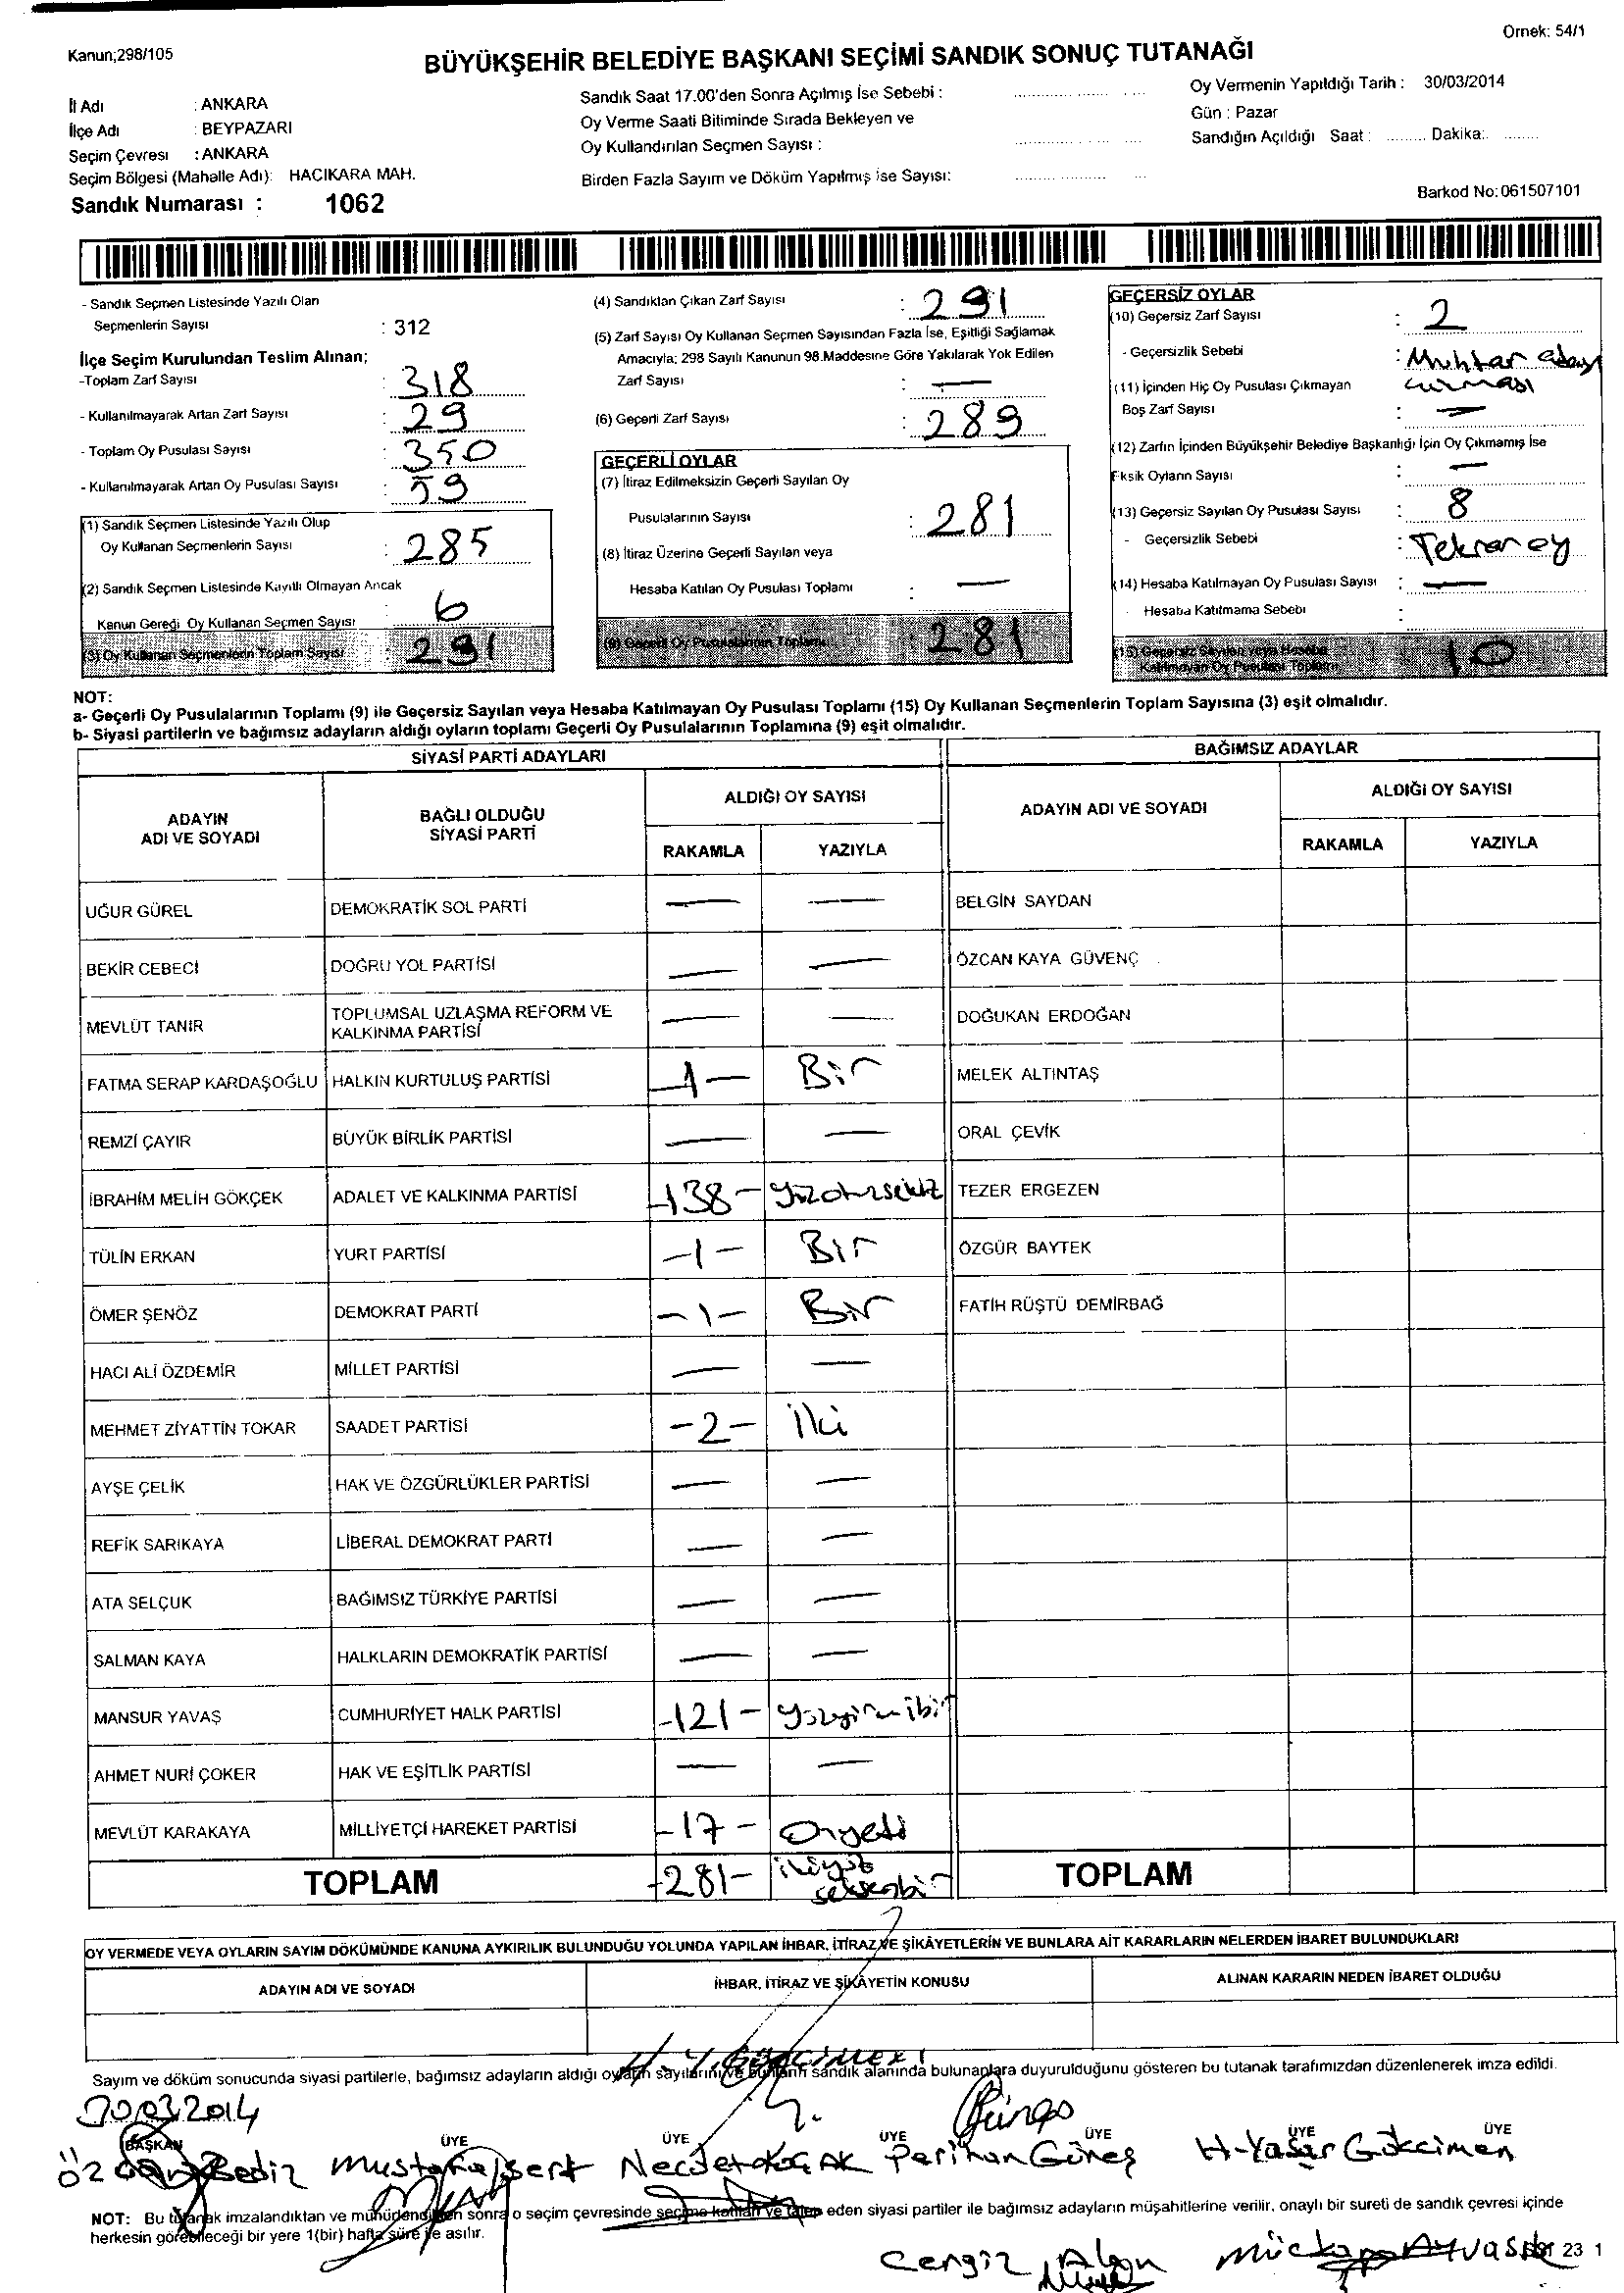 Kanun;298/105
Örnek: 54/1
BÜYÜKŞEHİR BELEDİYE BAŞKANI SEÇİMİ SANDIK SONUÇ TUTANAĞI
İl Adı : ANKARA
İlçe Adı : BEYPAZARI
Seçim Çevresi : ANKARA
Seçim Bölgesi (Mahalle Adı): HACIKARA MAH.
Sandık Numarası : 1062
Sandık Saat 17.00'den Sonra Açılmış İse Sebebi :
Oy Verme Saati Bitiminde Sırada Bekleyen ve
Oy Kullandırılan Seçmen Sayısı :
Birden Fazla Sayım ve Döküm Yapılmış ise Sayısı:
Oy Vermenin Yapıldığı Tarih : 30/03/2014
Gün : Pazar
Sandığın Açıldığı Saat : ......... Dakika: .......
Barkod No: 061507101
- Sandık Seçmen Listesinde Yazılı Olan
Seçmenlerin Sayısı : 312
İlçe Seçim Kurulundan Teslim Alınan;
-Toplam Zarf Sayısı : 318
- Kullanılmayarak Artan Zarf Sayısı : 29
- Toplam Oy Pusulası Sayısı : 350
- Kullanılmayarak Artan Oy Pusulası Sayısı : 59
(1) Sandık Seçmen Listesinde Yazılı Olup
Oy Kullanan Seçmenlerin Sayısı : 285
(2) Sandık Seçmen Listesinde Kayıtlı Olmayan Ancak
Kanun Gereği Oy Kullanan Seçmen Sayısı : 6
(3) Oy Kullanan Seçmenlerin Toplam Sayısı 291
(4) Sandıktan Çıkan Zarf Sayısı : 291
(5) Zarf Sayısı Oy Kullanan Seçmen Sayısından Fazla İse, Eşitliği Sağlamak
Amacıyla; 298 Sayılı Kanunun 98.Maddesine Göre Yakılarak Yok Edilen
Zarf Sayısı : —
(6) Geçerli Zarf Sayısı : 289
GEÇERLİ OYLAR
(7) İtiraz Edilmeksizin Geçerli Sayılan Oy
Pusulalarının Sayısı : 281
(8) İtiraz Üzerine Geçerli Sayılan veya
Hesaba Katılan Oy Pusulası Toplamı : —
(9) Geçerli Oy Pusulalarının Toplamı 281
GEÇERSİZ OYLAR
(10) Geçersiz Zarf Sayısı : 2
- Geçersizlik Sebebi : Muhtar adayı
(11) İçinden Hiç Oy Pusulası Çıkmayan
Boş Zarf Sayısı : —
(12) Zarfın İçinden Büyükşehir Belediye Başkanlığı İçin Oy Çıkmamış İse
Eksik Oyların Sayısı : —
(13) Geçersiz Sayılan Oy Pusulası Sayısı : 8
- Geçersizlik Sebebi : Tekrar oy
(14) Hesaba Katılmayan Oy Pusulası Sayısı : —
- Hesaba Katılmama Sebebi :
(15) Geçersiz Sayılan veya Hesaba
Katılmayan Oy Pusulası Toplamı 10
NOT:
a- Geçerli Oy Pusulalarının Toplamı (9) ile Geçersiz Sayılan veya Hesaba Katılmayan Oy Pusulası Toplamı (15) Oy Kullanan Seçmenlerin Toplam Sayısına (3) eşit olmalıdır.
b- Siyasi partilerin ve bağımsız adayların aldığı oyların toplamı Geçerli Oy Pusulalarının Toplamına (9) eşit olmalıdır.
SİYASİ PARTİ ADAYLARI
BAĞIMSIZ ADAYLAR
ADAYIN ADI VE SOYADI
BAĞLI OLDUĞU SİYASİ PARTİ
ALDIĞI OY SAYISI
RAKAMLA YAZIYLA
ADAYIN ADI VE SOYADI
ALDIĞI OY SAYISI
RAKAMLA YAZIYLA
UĞUR GÜREL DEMOKRATİK SOL PARTİ — — BELGİN SAYDAN
BEKİR CEBECİ DOĞRU YOL PARTİSİ — — ÖZCAN KAYA GÜVENÇ
MEVLÜT TANIR TOPLUMSAL UZLAŞMA REFORM VE KALKINMA PARTİSİ — — DOĞUKAN ERDOĞAN
FATMA SERAP KARDAŞOĞLU HALKIN KURTULUŞ PARTİSİ -1- Bir MELEK ALTINTAŞ
REMZİ ÇAYIR BÜYÜK BİRLİK PARTİSİ — — ORAL ÇEVİK
İBRAHİM MELİH GÖKÇEK ADALET VE KALKINMA PARTİSİ -138- yüzotuzsekiz TEZER ERGEZEN
TÜLİN ERKAN YURT PARTİSİ -1- Bir ÖZGÜR BAYTEK
ÖMER ŞENÖZ DEMOKRAT PARTİ -1- Bir FATİH RÜŞTÜ DEMİRBAĞ
HACI ALİ ÖZDEMİR MİLLET PARTİSİ — —
MEHMET ZİYATTİN TOKAR SAADET PARTİSİ -2- İki
AYŞE ÇELİK HAK VE ÖZGÜRLÜKLER PARTİSİ — —
REFİK SARIKAYA LİBERAL DEMOKRAT PARTİ — —
ATA SELÇUK BAĞIMSIZ TÜRKİYE PARTİSİ — —
SALMAN KAYA HALKLARIN DEMOKRATİK PARTİSİ — —
MANSUR YAVAŞ CUMHURİYET HALK PARTİSİ -121- yüzyirmibir
AHMET NURİ ÇOKER HAK VE EŞİTLİK PARTİSİ — —
MEVLÜT KARAKAYA MİLLİYETÇİ HAREKET PARTİSİ -17- Onyedi
TOPLAM -281- ikiyüz seksenbir TOPLAM
OY VERMEDE VEYA OYLARIN SAYIM DÖKÜMÜNDE KANUNA AYKIRILIK BULUNDUĞU YOLUNDA YAPILAN İHBAR, İTİRAZ VE ŞİKÂYETLERİN VE BUNLARA AİT KARARLARIN NELERDEN İBARET BULUNDUKLARI
ADAYIN ADI VE SOYADI İHBAR, İTİRAZ VE ŞİKÂYETİN KONUSU ALINAN KARARIN NEDEN İBARET OLDUĞU
Sayım ve döküm sonucunda siyasi partilerle, bağımsız adayların aldığı oyların sayılarını ve bunların sandık alanında bulunanlara duyurulduğunu gösteren bu tutanak tarafımızdan düzenlenerek imza edildi.
30032014
BAŞKAN ÜYE ÜYE ÜYE ÜYE ÜYE ÜYE
Mustafa Sert Necdet KOÇAK Perihan Güneş H-Yaşar Gökcimen
NOT: Bu tutanak imzalandıktan ve mühürlendikten sonra o seçim çevresinde seçime katılan ve talep eden siyasi partiler ile bağımsız adayların müşahitlerine verilir, onaylı bir sureti de sandık çevresi içinde
herkesin görebileceği bir yere 1(bir) hafta süre ile asılır.
Cengiz
23 1